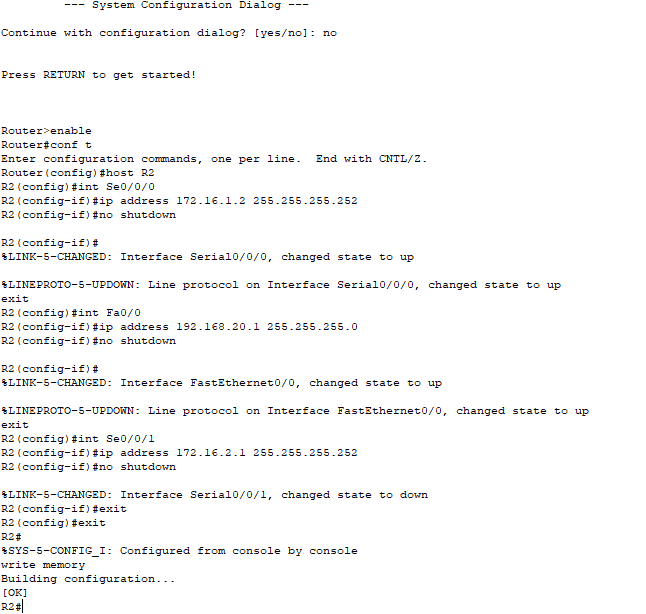 --- System Configuration Dialog ---
Continue with configuration dialog? [yes/no]: no
Press RETURN to get started!
Router>enable
Router#conf t
Enter configuration commands, one per line.  End with CNTL/Z.
Router(config)#host R2
R2(config)#int Se0/0/0
R2(config-if)#ip address 172.16.1.2 255.255.255.252
R2(config-if)#no shutdown
R2(config-if)#
%LINK-5-CHANGED: Interface Serial0/0/0, changed state to up
%LINEPROTO-5-UPDOWN: Line protocol on Interface Serial0/0/0, changed state to up
exit
R2(config)#int Fa0/0
R2(config-if)#ip address 192.168.20.1 255.255.255.0
R2(config-if)#no shutdown
R2(config-if)#
%LINK-5-CHANGED: Interface FastEthernet0/0, changed state to up
%LINEPROTO-5-UPDOWN: Line protocol on Interface FastEthernet0/0, changed state to up
exit
R2(config)#int Se0/0/1
R2(config-if)#ip address 172.16.2.1 255.255.255.252
R2(config-if)#no shutdown
%LINK-5-CHANGED: Interface Serial0/0/1, changed state to down
R2(config-if)#exit
R2(config)#exit
R2#
%SYS-5-CONFIG_I: Configured from console by console
write memory
Building configuration...
[OK]
R2#